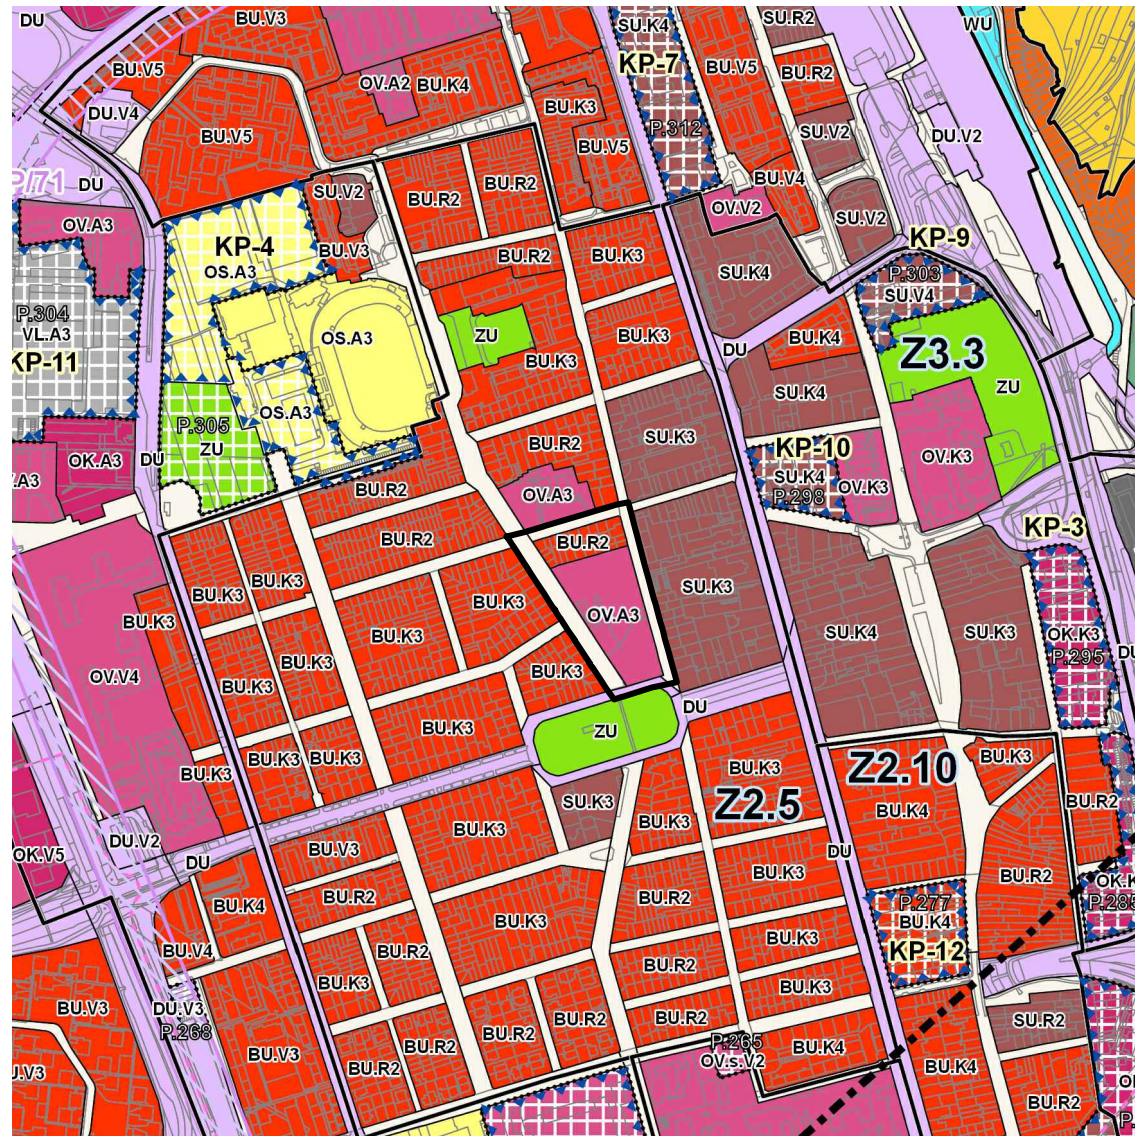 DU
BU.V3
SU.K4
SU.R2
WU
BU.V5
OV.A2
BU.K4
KP-7
BU.V5
BU.R2
DU.V4
BU.K3
BU.V5
P.312
SU.V2
DU.V2
BU.V5
BU.V4
P/71
DU
SU.V2
BU.R2
BU.R2
OV.V2
SU.V2
OV.A3
KP-4
BU.V3
BU.R2
BU.K3
KP-9
OS.A3
SU.K4
P.303
SU.V4
P.304
VL.A3
OS.A3
ZU
BU.K3
BU.K4
KP-11
BU.K3
DU
Z3.3
ZU
OS.A3
SU.K4
P.305
ZU
BU.R2
SU.K3
KP-10
OV.K3
OK.A3
DU
SU.K4
OV.K3
.A3
BU.R2
OV.A3
P.298
KP-3
BU.R2
BU.R2
BU.K3
BU.K3
BU.K3
SU.K3
BU.K3
BU.K3
OV.A3
SU.K4
SU.K3
OK.K3
P.295
DU
BU.K3
OV.V4
BU.K3
BU.K3
DU
BU.K3
ZU
BU.K3
BU.K3
BU.K3
BU.K3
Z2.10
BU.K3
SU.K3
Z2.5
BU.K4
BU.R2
BU.K3
BU.K3
DU.V2
OK.V5
DU
BU.V3
DU
BU.K3
BU.R2
BU.K4
BU.R2
BU.R2
OK.K
P.285
P.277
BU.K4
BU.K3
BU.K3
BU.V4
BU.R2
KP-12
BU.R2
BU.K3
BU.K3
BU.V3
DU.V3
P.268
BU.R2
BU.R2
BU.R2
SU.R2
BU.V3
BU.R2
P.265
OV.s.V2
BU.K4
BU.K4
BU.R2
J.V3
BU.R2